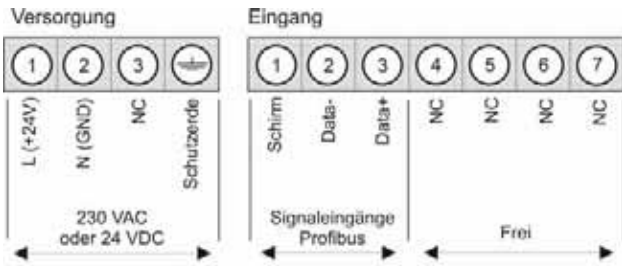 Versorgung
1 2 3
L (+24V)
N (GND)
NC
Schutzerde
230 VAC
oder 24 VDC
Eingang
1 2 3 4 5 6 7
Schirm
Data-
Data+
NC
NC
NC
NC
Signaleingänge
Profibus
Frei